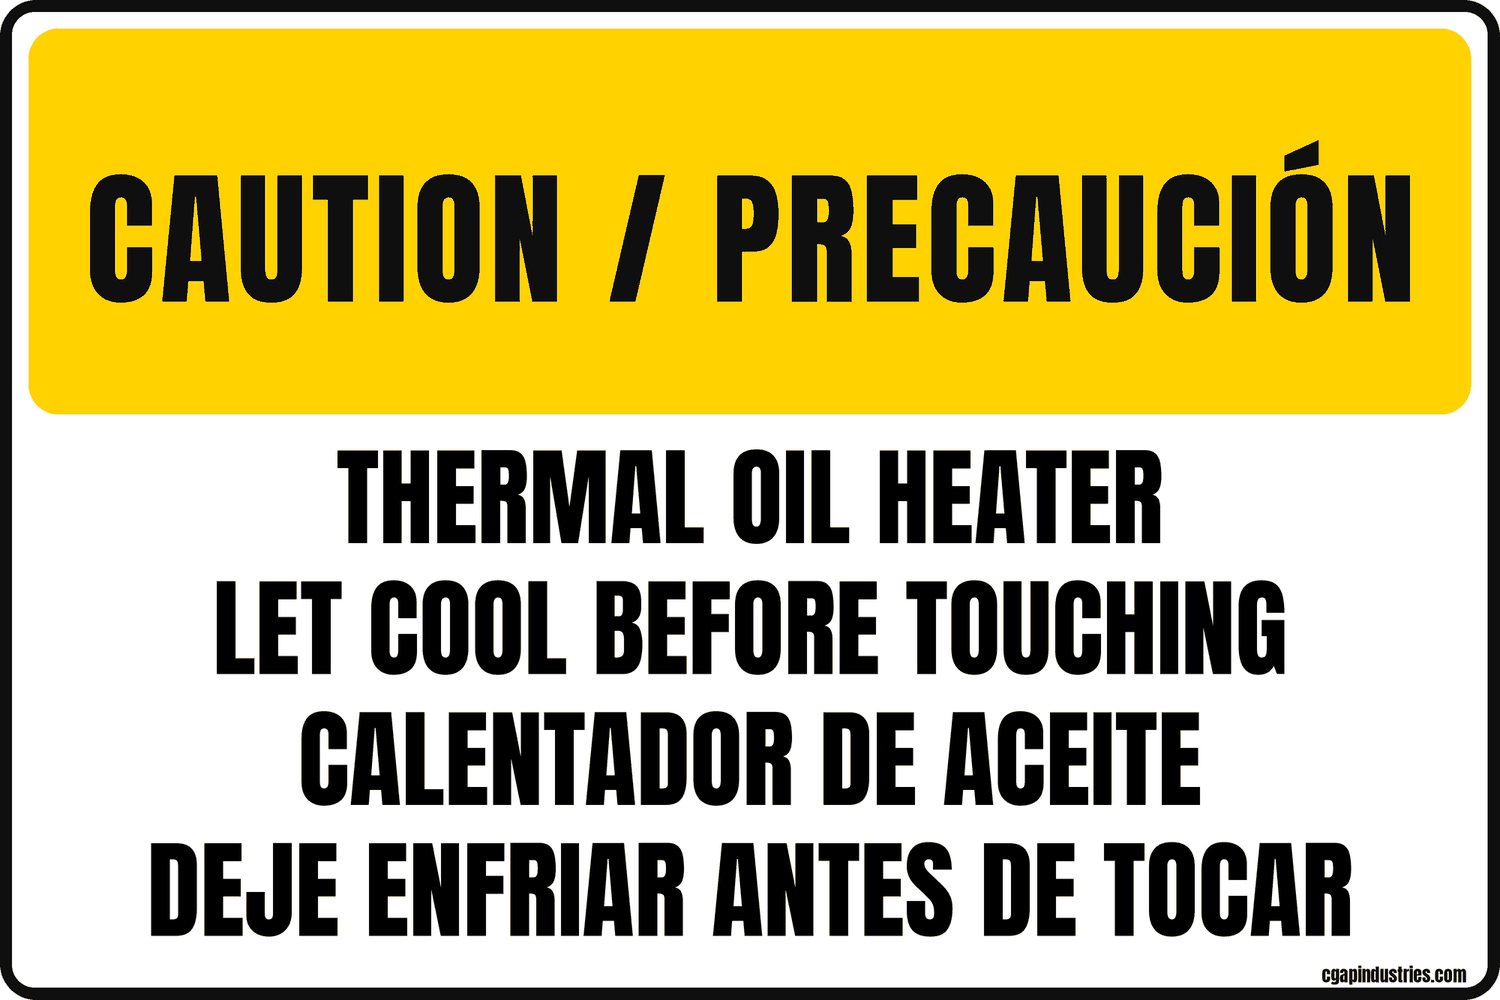 CAUTION / PRECAUCIÓN
THERMAL OIL HEATER
LET COOL BEFORE TOUCHING
CALENTADOR DE ACEITE
DEJE ENFRIAR ANTES DE TOCAR
cgapindustries.com